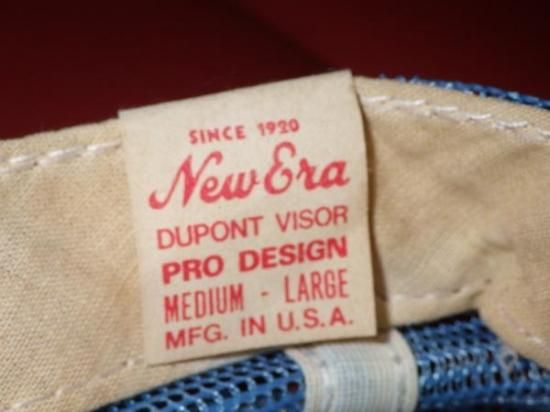 SINCE 1920
New Era
DUPONT VISOR
PRO DESIGN
MEDIUM - LARGE
MFG. IN U.S.A.